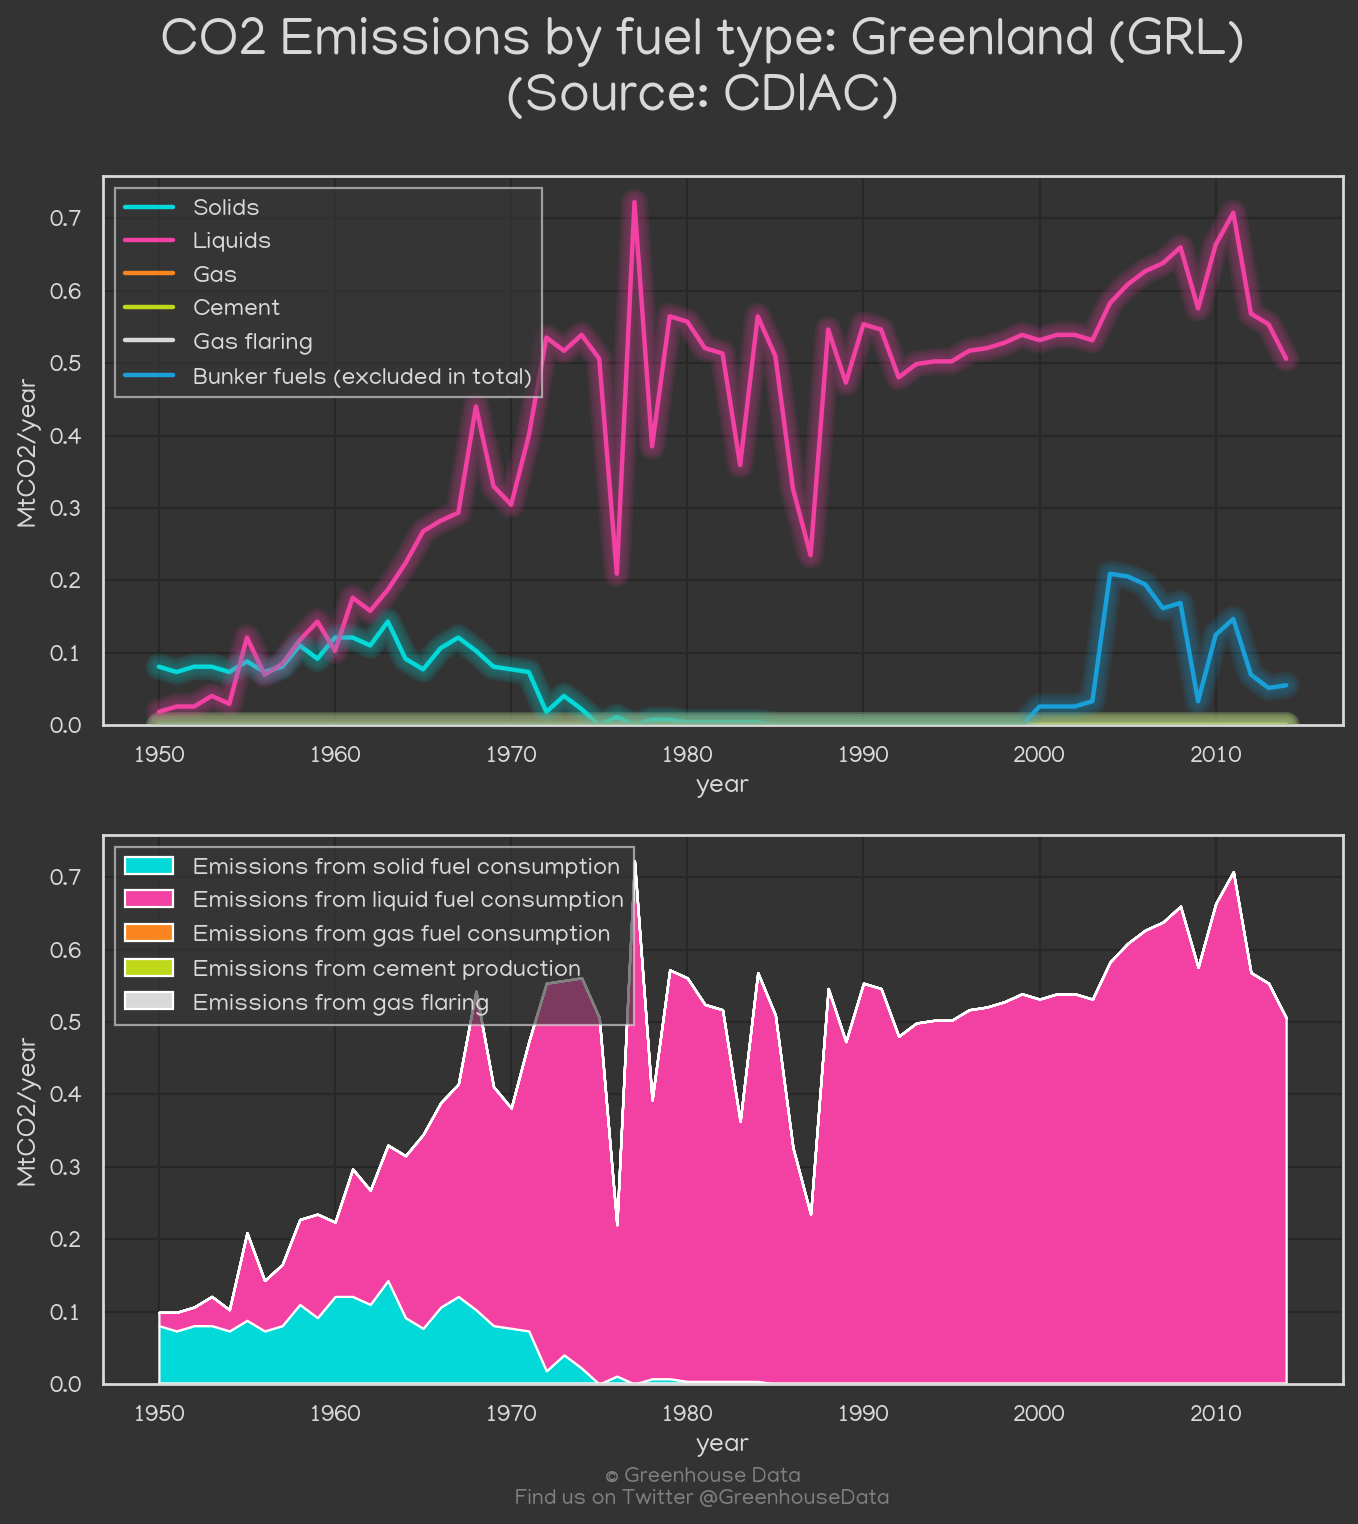 CO2 Emissions by fuel type: Greenland (GRL)
(Source: CDIAC)
Solids
Liquids
Gas
Cement
Gas flaring
Bunker fuels (excluded in total)
MtCO2/year
0.7
0.6
0.5
0.4
0.3
0.2
0.1
0.0
1950 1960 1970 1980 1990 2000 2010
year
Emissions from solid fuel consumption
Emissions from liquid fuel consumption
Emissions from gas fuel consumption
Emissions from cement production
Emissions from gas flaring
MtCO2/year
0.7
0.6
0.5
0.4
0.3
0.2
0.1
0.0
1950 1960 1970 1980 1990 2000 2010
year
© Greenhouse Data
Find us on Twitter @GreenhouseData